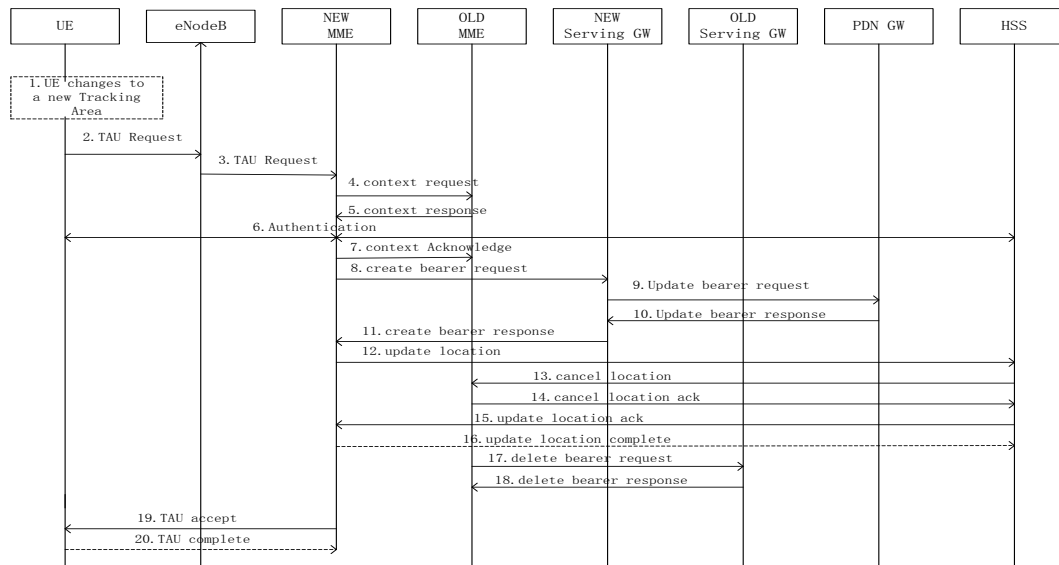 UE
eNodeB
NEW
MME
OLD
MME
NEW
Serving GW
OLD
Serving GW
PDN GW
HSS
1.UE changes to
a new Tracking
Area
2.TAU Request
3.TAU Request
4.context request
5.context response
6.Authentication
7.context Acknowledge
8.create bearer request
9.Update bearer request
10.Update bearer response
11.create bearer response
12.update location
13.cancel location
14.cancel location ack
15.update location ack
16.update location complete
17.delete bearer request
18.delete bearer response
19.TAU accept
20.TAU complete